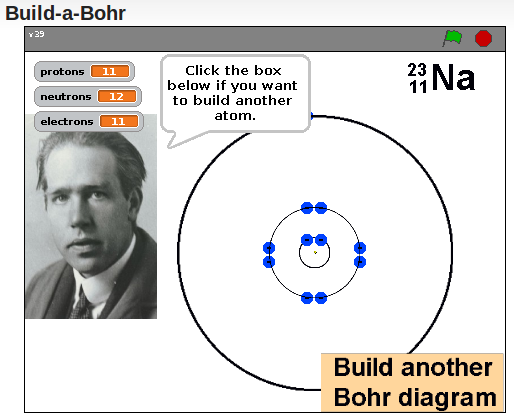 Build-a-Bohr
v39
protons 11
neutrons 12
electrons 11
Click the box
below if you want
to build another
atom.
23
11 Na
Build another
Bohr diagram